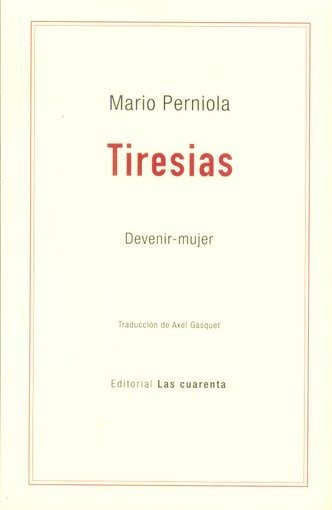 Mario Perniola
Tiresias
Devenir-mujer
Traducción de Axel Gasquet
Editorial Las cuarenta